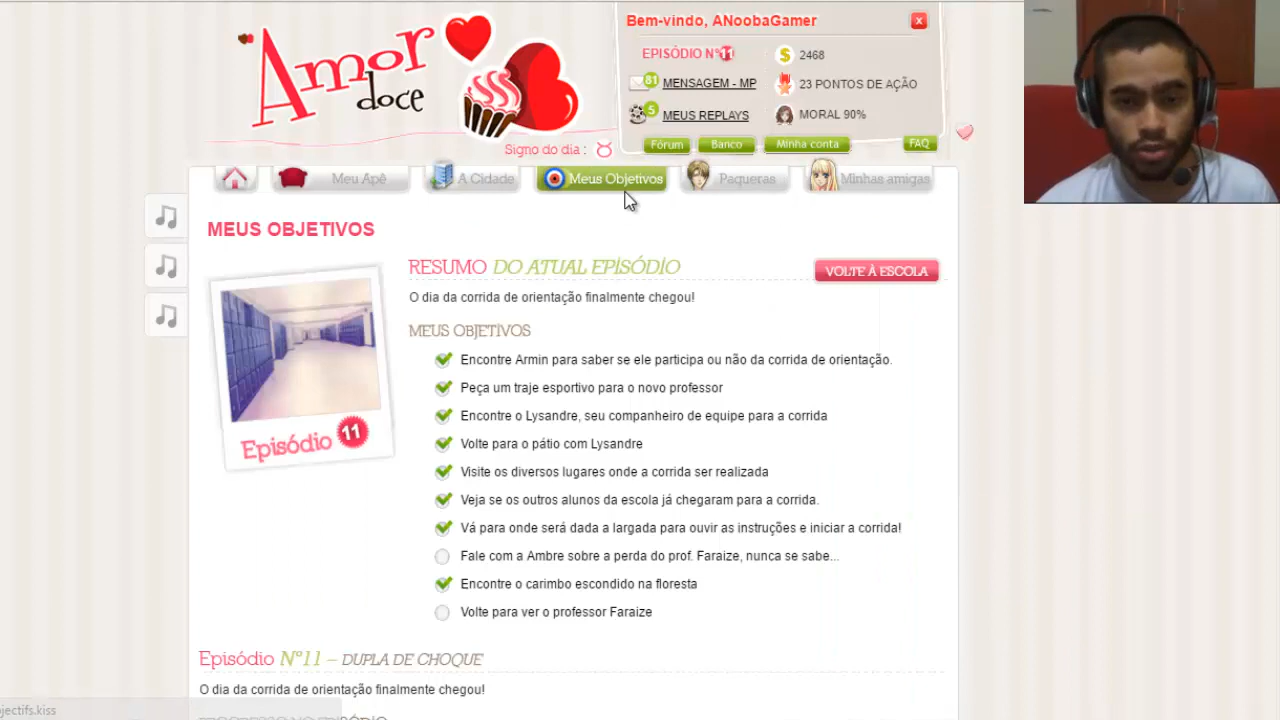 Amor
doce
Bem-vindo, ANoobaGamer
x
EPISÓDIO Nº11
$ 2468
81 MENSAGEM - MP
23 PONTOS DE AÇÃO
5 MEUS REPLAYS
MORAL 90%
Signo do dia :
Fórum Banco Minha conta FAQ
Meu Apê A Cidade Meus Objetivos Paqueras Minhas amigas
MEUS OBJETIVOS
RESUMO DO ATUAL EPISÓDIO
VOLTE À ESCOLA
O dia da corrida de orientação finalmente chegou!
MEUS OBJETIVOS
Encontre Armin para saber se ele participa ou não da corrida de orientação.
Peça um traje esportivo para o novo professor
Encontre o Lysandre, seu companheiro de equipe para a corrida
Volte para o pátio com Lysandre
Visite os diversos lugares onde a corrida ser realizada
Veja se os outros alunos da escola já chegaram para a corrida.
Vá para onde será dada a largada para ouvir as instruções e iniciar a corrida!
Fale com a Ambre sobre a perda do prof. Faraize, nunca se sabe...
Encontre o carimbo escondido na floresta
Volte para ver o professor Faraize
Episódio 11
Episódio N°11 – DUPLA DE CHOQUE
O dia da corrida de orientação finalmente chegou!
jectifs.kiss